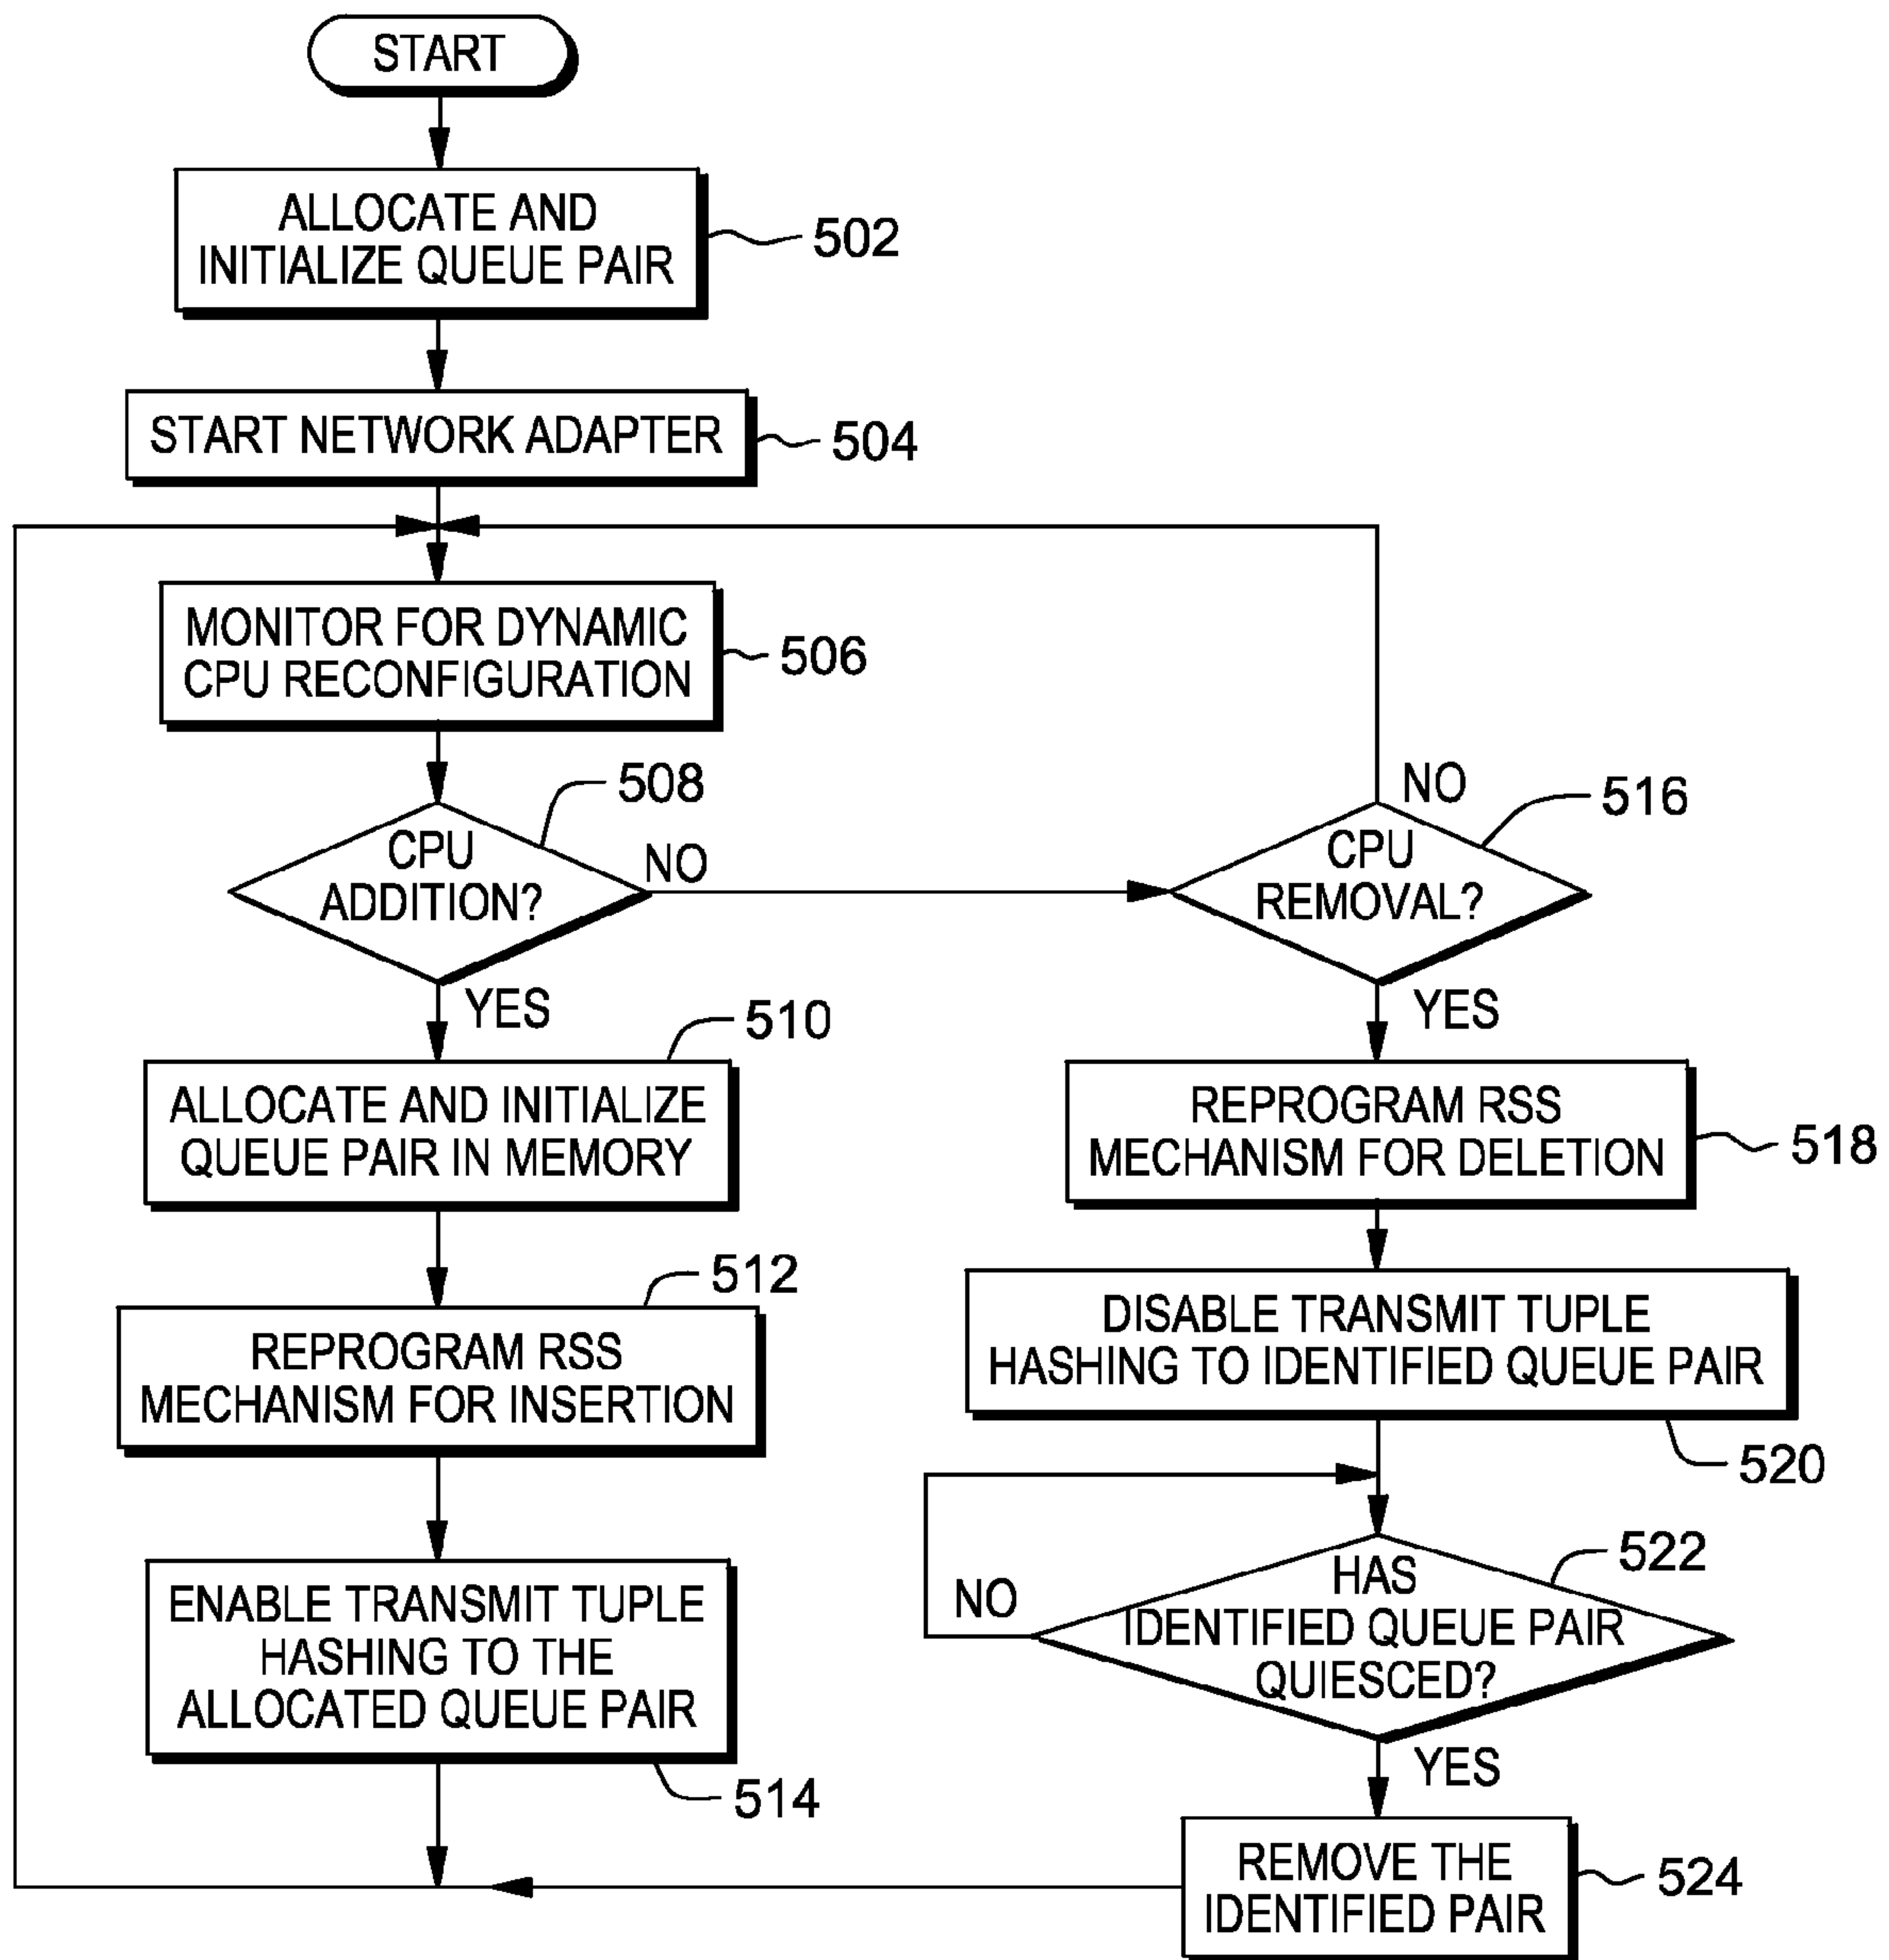 START
ALLOCATE AND
INITIALIZE QUEUE PAIR
502
START NETWORK ADAPTER
504
MONITOR FOR DYNAMIC
CPU RECONFIGURATION
506
508
CPU
ADDITION?
NO
YES
510
ALLOCATE AND INITIALIZE
QUEUE PAIR IN MEMORY
512
REPROGRAM RSS
MECHANISM FOR INSERTION
ENABLE TRANSMIT TUPLE
HASHING TO THE
ALLOCATED QUEUE PAIR
514
NO
516
CPU
REMOVAL?
YES
REPROGRAM RSS
MECHANISM FOR DELETION
518
DISABLE TRANSMIT TUPLE
HASHING TO IDENTIFIED QUEUE PAIR
520
522
HAS
IDENTIFIED QUEUE PAIR
QUIESCED?
NO
YES
REMOVE THE
IDENTIFIED PAIR
524